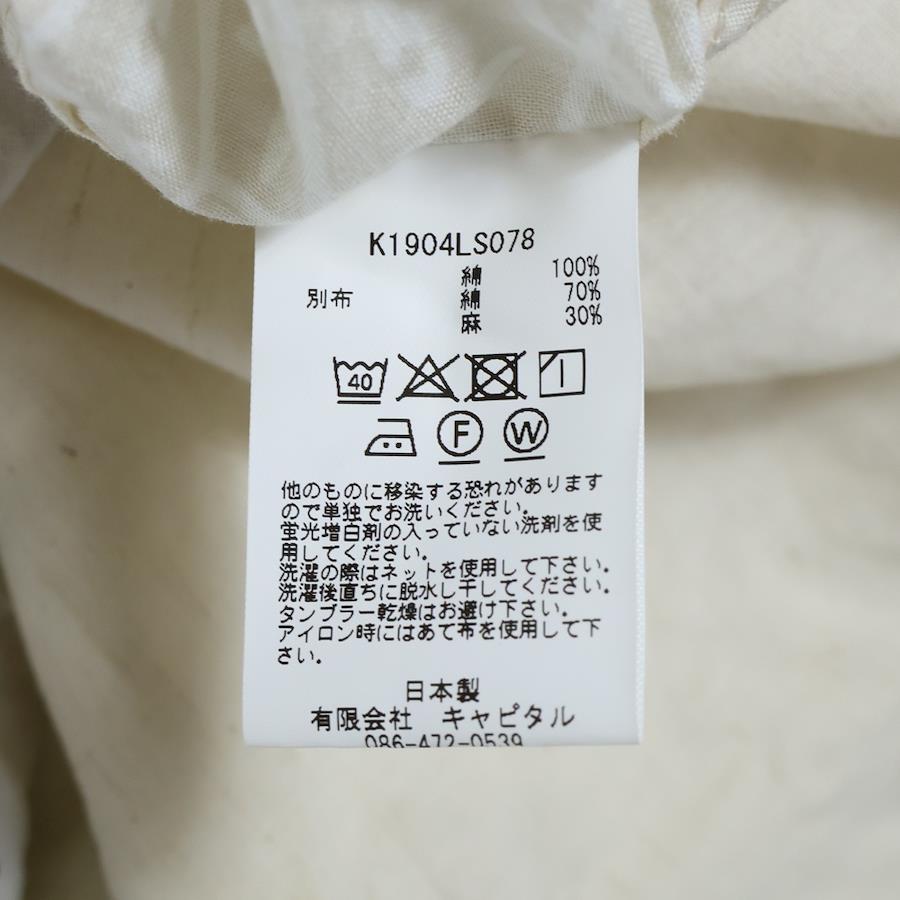 K1904LS078
綿 100%
別布 綿 70%
麻 30%
40
F W
他のものに移染する恐れがあります
ので単独でお洗いください。
蛍光増白剤の入っていない洗剤を使
用してください。
洗濯の際はネットを使用して下さい。
洗濯後直ちに脱水し干してください。
タンブラー乾燥はお避け下さい。
アイロン時にはあて布を使用して下
さい。
日本製
有限会社 キャピタル
086-472-0539